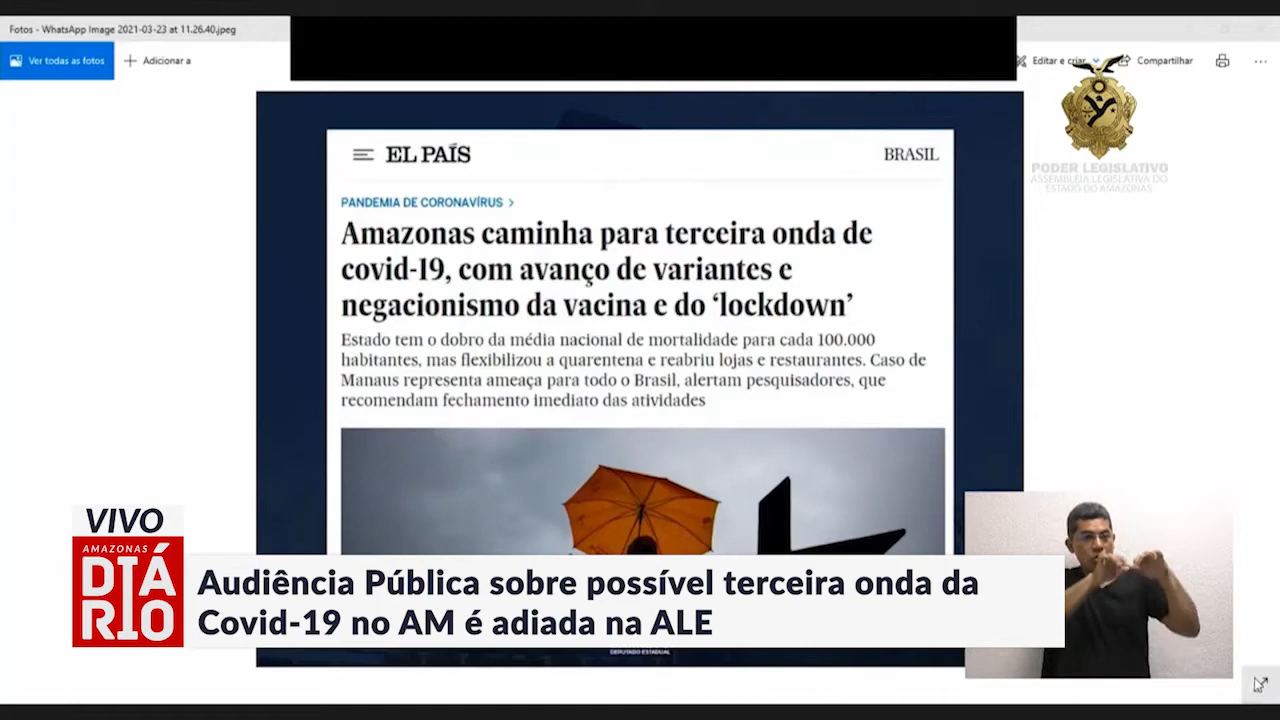 Fotos - WhatsApp Image 2021-03-23 at 11.26.40.jpeg
Ver todas as fotos
Adicionar a
Editar e criar
Compartilhar
PODER LEGISLATIVO
ASSEMBLEIA LEGISLATIVA DO
ESTADO DO AMAZONAS
EL PAÍS
BRASIL
PANDEMIA DE CORONAVÍRUS >
Amazonas caminha para terceira onda de
covid-19, com avanço de variantes e
negacionismo da vacina e do ‘lockdown’
Estado tem o dobro da média nacional de mortalidade para cada 100.000
habitantes, mas flexibilizou a quarentena e reabriu lojas e restaurantes. Caso de
Manaus representa ameaça para todo o Brasil, alertam pesquisadores, que
recomendam fechamento imediato das atividades
VIVO
AMAZONAS
DIÁ
RIO
Audiência Pública sobre possível terceira onda da
Covid-19 no AM é adiada na ALE
DEPUTADO ESTADUAL